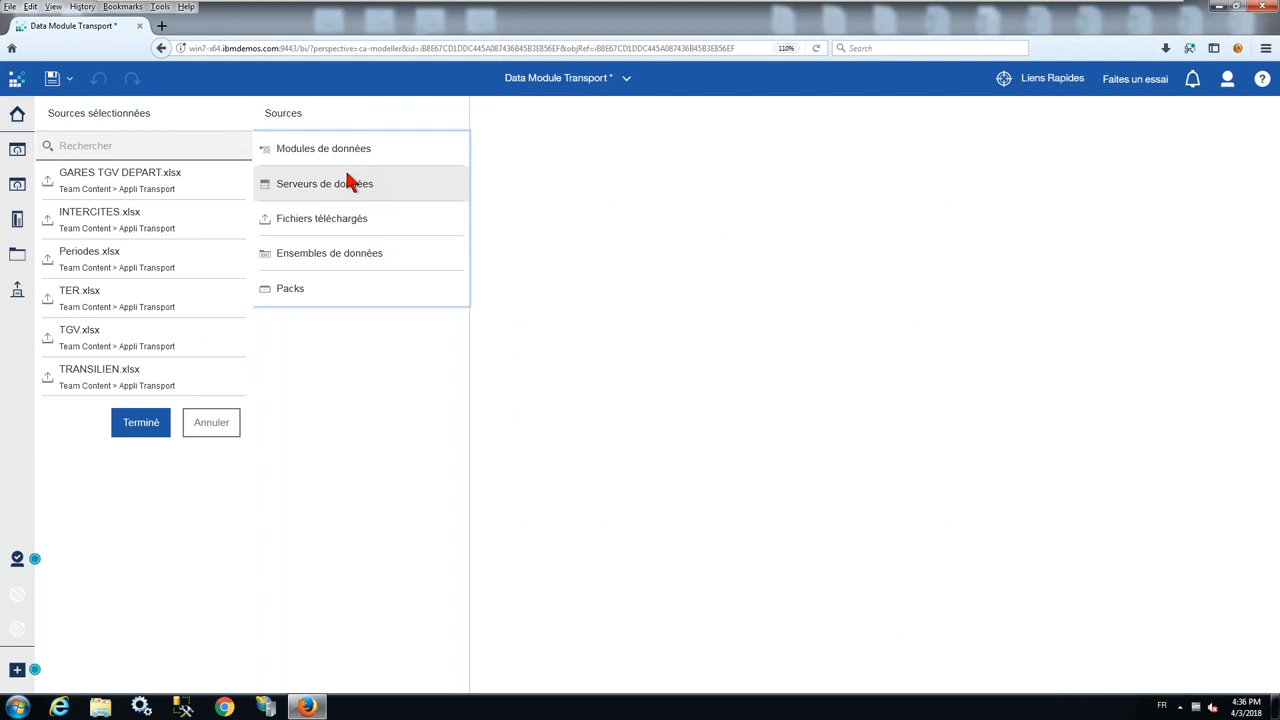 File Edit View History Bookmarks Tools Help
Data Module Transport *
win7-x64.ibmdemos.com:9443/bi/?perspective=ca-modeller&id=iB8E67CD1DDC445A087436B45B3E856EF&objRef=iB8E67CD1DDC445A087436B45B3E856EF
110%
Search
Data Module Transport *
Liens Rapides
Faites un essai
Sources sélectionnées
Rechercher
GARES TGV DEPART.xlsx
Team Content > Appli Transport
INTERCITES.xlsx
Team Content > Appli Transport
Periodes.xlsx
Team Content > Appli Transport
TER.xlsx
Team Content > Appli Transport
TGV.xlsx
Team Content > Appli Transport
TRANSILIEN.xlsx
Team Content > Appli Transport
Terminé
Annuler
Sources
Modules de données
Serveurs de données
Fichiers téléchargés
Ensembles de données
Packs
FR
4:36 PM
4/3/2018